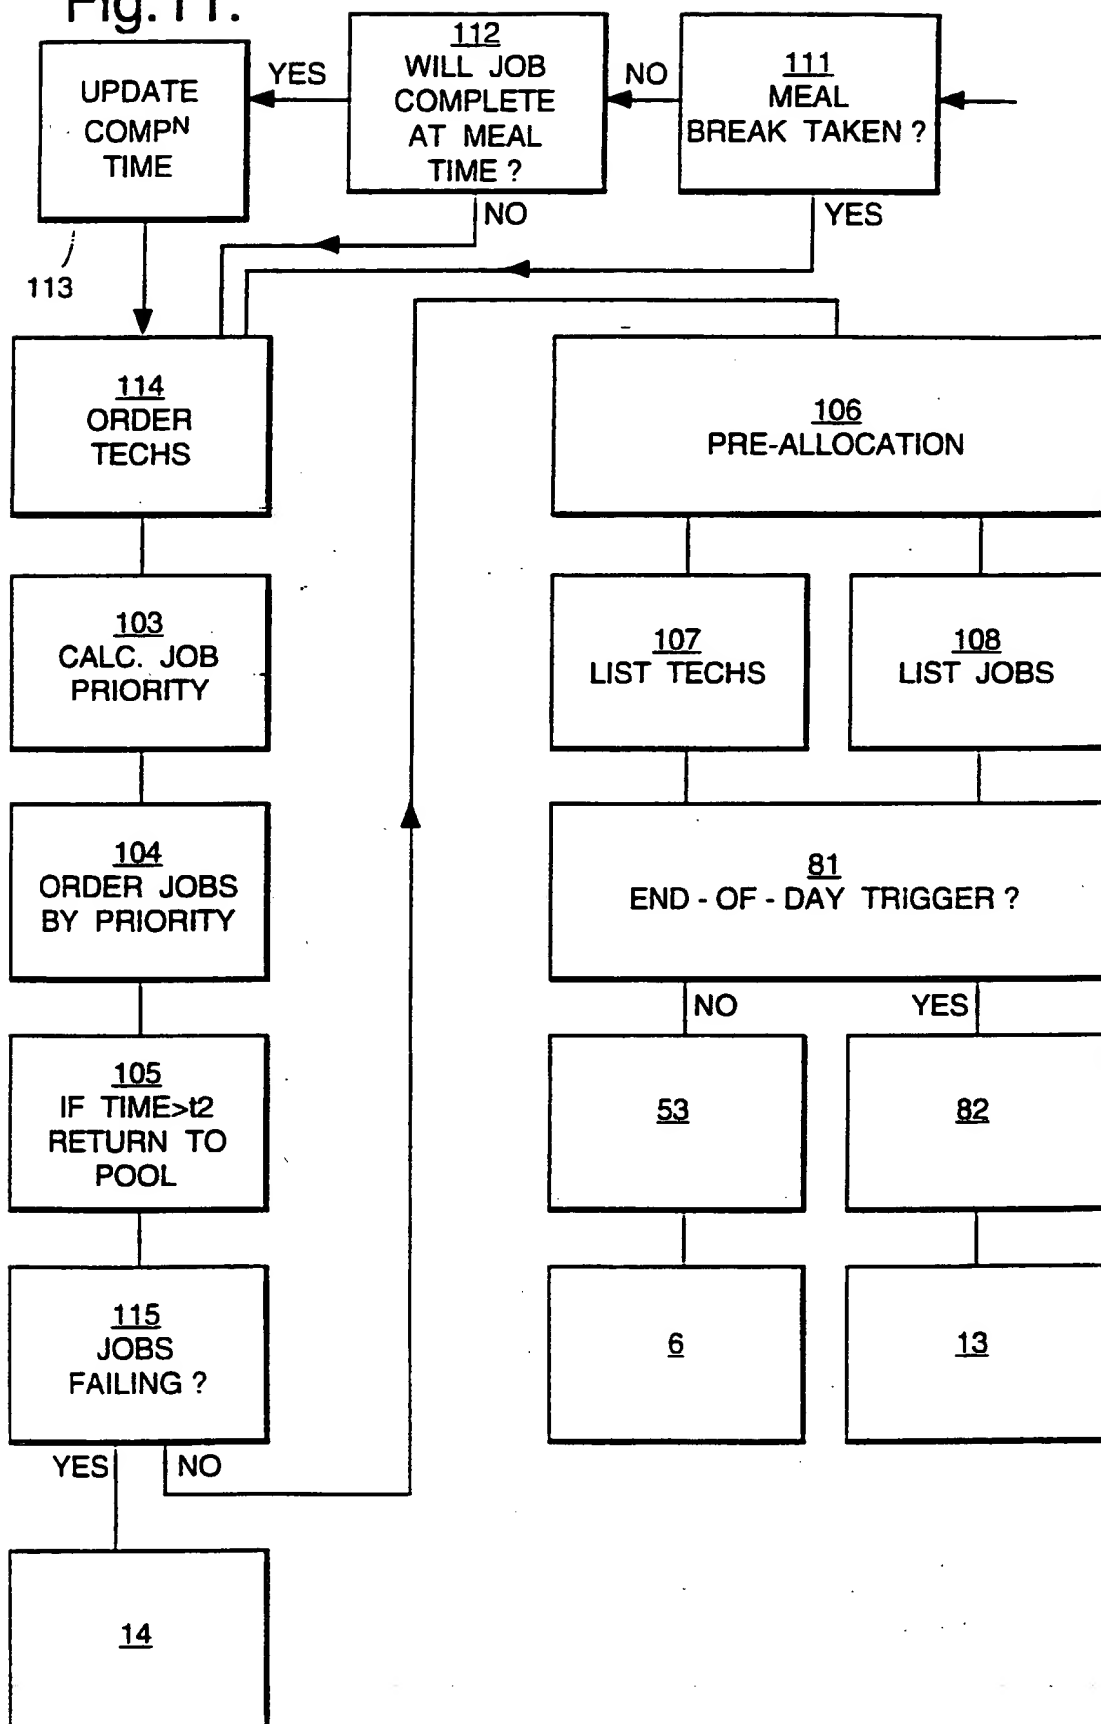 Fig. 11.
112
WILL JOB
COMPLETE
AT MEAL
TIME ?
111
MEAL
BREAK TAKEN ?
UPDATE
COMPN
TIME
YES
NO
NO
YES
113
114
ORDER
TECHS
106
PRE-ALLOCATION
103
CALC. JOB
PRIORITY
107
LIST TECHS
108
LIST JOBS
104
ORDER JOBS
BY PRIORITY
81
END - OF - DAY TRIGGER ?
NO
YES
105
IF TIME>t2
RETURN TO
POOL
53
82
115
JOBS
FAILING ?
6
13
YES
NO
14